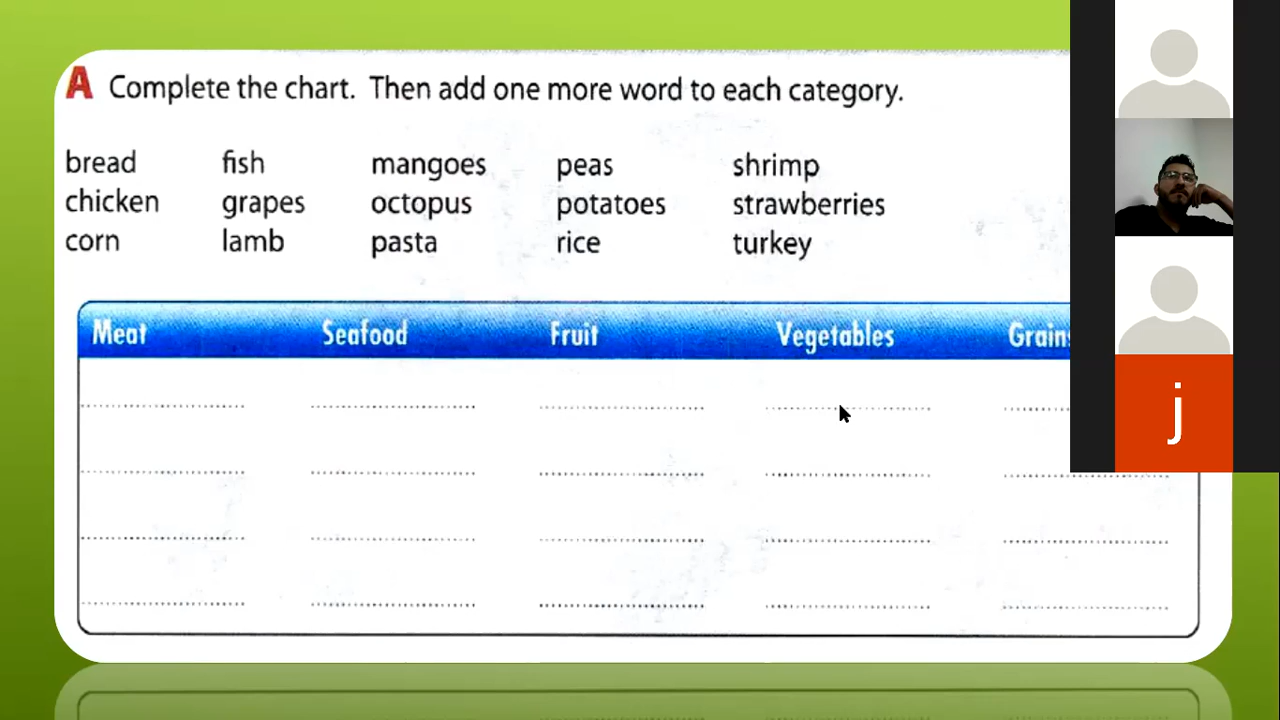 A Complete the chart. Then add one more word to each category.
bread fish mangoes peas shrimp
chicken grapes octopus potatoes strawberries
corn lamb pasta rice turkey
Meat Seafood Fruit Vegetables Grains
j